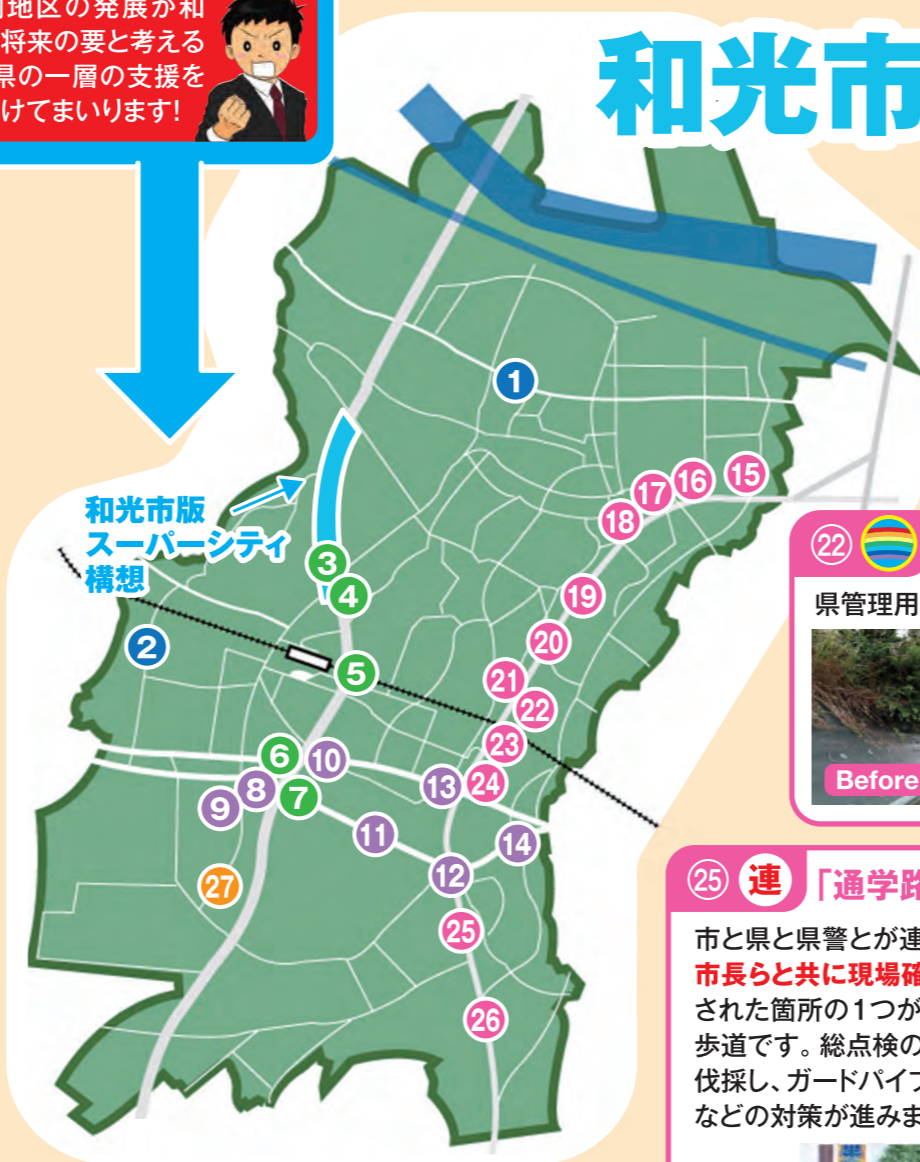 地区の発展が和
将来の要と考える
県の一層の支援を
けてまいります!
和光市
和光市版
スーパーシティ
構想
1
2
3
4
5
6
7
8
9
10
11
12
13
14
15
16
17
18
19
20
21
22
23
24
25
26
27
㉒
県管理用
Before
㉕ 連 「通学路
市と県と県警とが連
市長らと共に現場確
された箇所の1つが
歩道です。総点検の
伐採し、ガードパイプ
などの対策が進みま